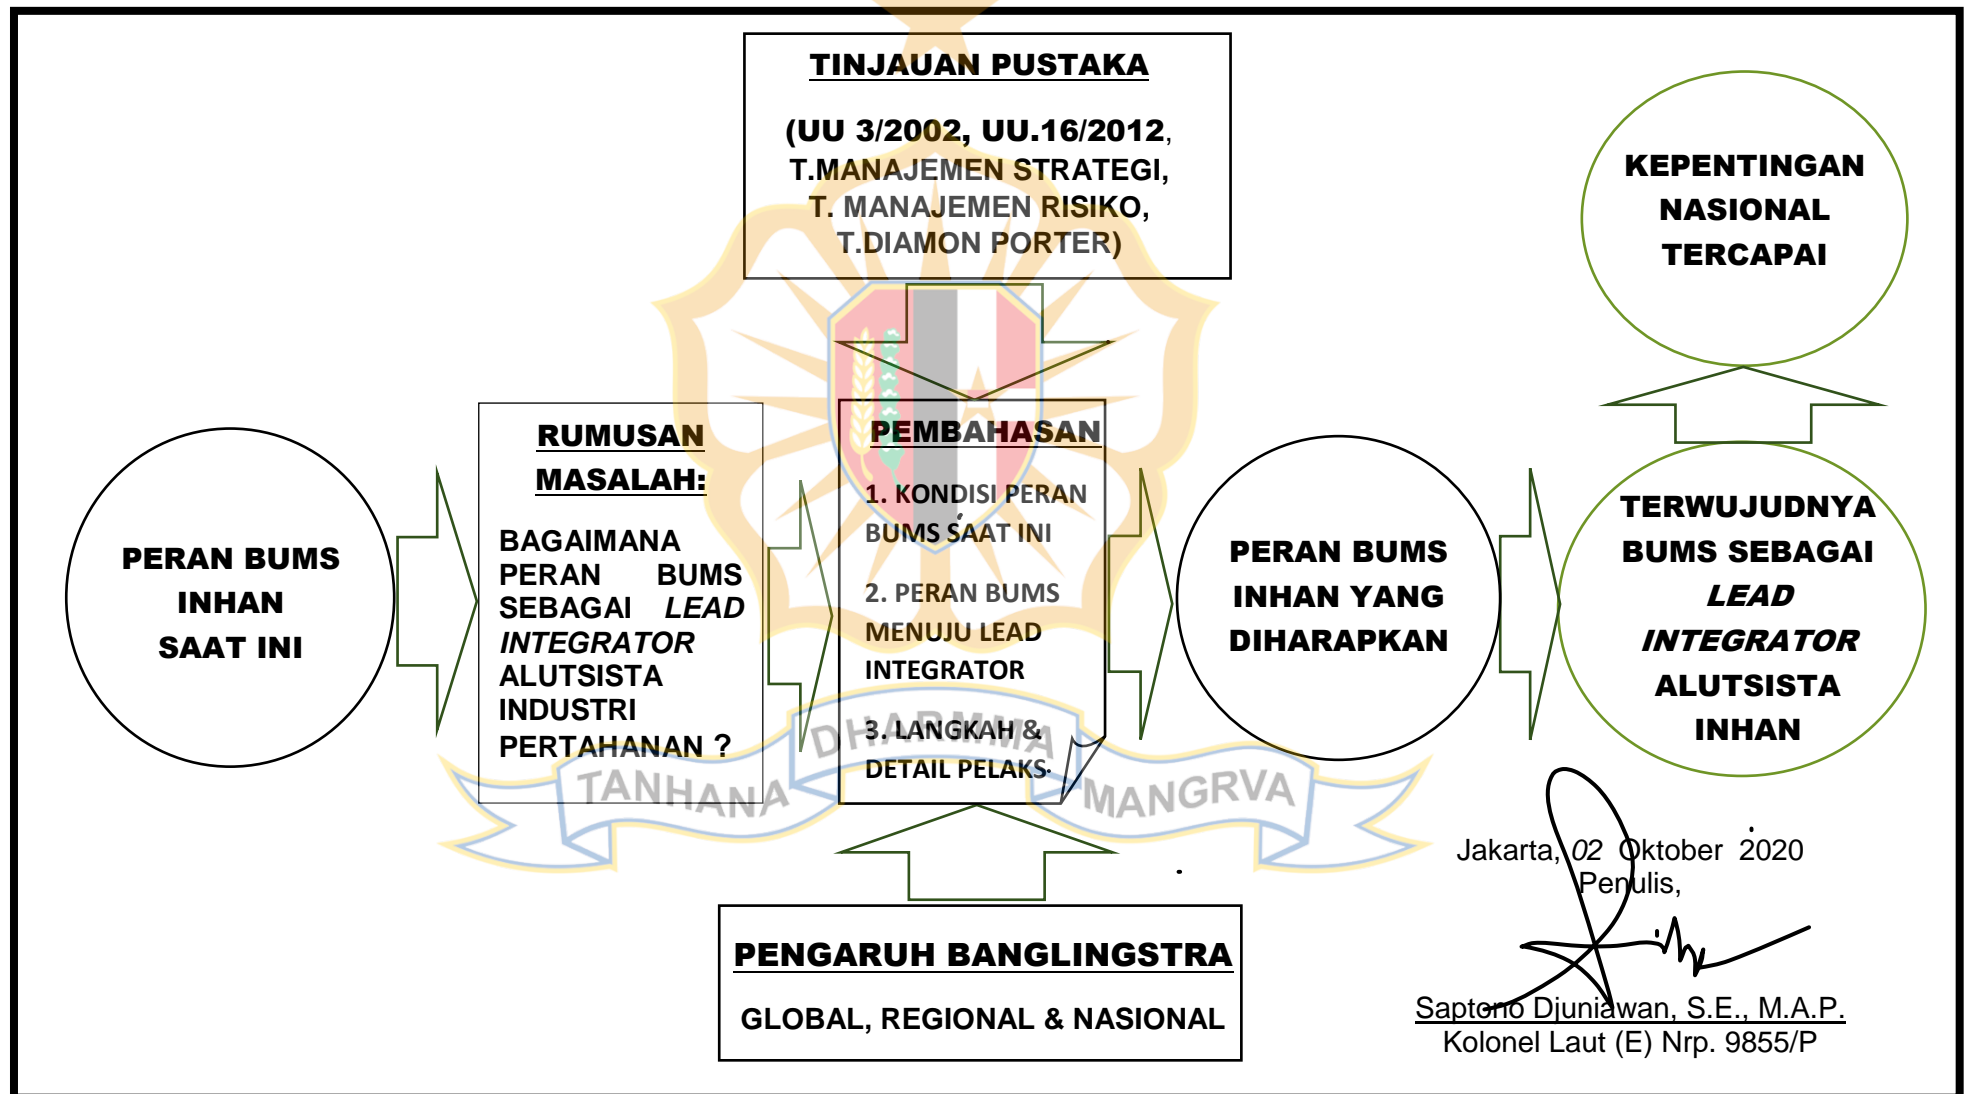 TINJAUAN PUSTAKA
(UU 3/2002, UU.16/2012,
T.MANAJEMEN STRATEGI,
T. MANAJEMEN RISIKO,
T.DIAMON PORTER)
KEPENTINGAN
NASIONAL
TERCAPAI
PERAN BUMS
INHAN
SAAT INI
RUMUSAN
MASALAH:
BAGAIMANA
PERAN BUMS
SEBAGAI LEAD
INTEGRATOR
ALUTSISTA
INDUSTRI
PERTAHANAN ?
PEMBAHASAN
1. KONDISI PERAN
BUMS SAAT INI
2. PERAN BUMS
MENUJU LEAD
INTEGRATOR
3. LANGKAH &
DETAIL PELAKS.
PERAN BUMS
INHAN YANG
DIHARAPKAN
TERWUJUDNYA
BUMS SEBAGAI
LEAD
INTEGRATOR
ALUTSISTA
INHAN
TANHANA DHARMMA MANGRVA
PENGARUH BANGLINGSTRA
GLOBAL, REGIONAL & NASIONAL
Jakarta, 02 Oktober 2020
Penulis,
Saptono Djuniawan, S.E., M.A.P.
Kolonel Laut (E) Nrp. 9855/P